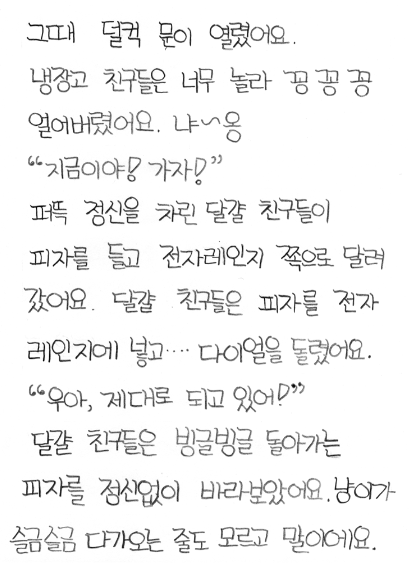 그때 덜컥 문이 열렸어요.
냉장고 친구들은 너무 놀라 꽁 꽁 꽁
얼어버렸어요. 냐~옹
“지금이야! 가자!”
퍼뜩 정신을 차린 달걀 친구들이
피자를 들고 전자레인지 쪽으로 달려
갔어요. 달걀 친구들은 피자를 전자
레인지에 넣고···· 다이얼을 돌렸어요.
“우아, 제대로 되고 있어!”
달걀 친구들은 빙글빙글 돌아가는
피자를 정신없이 바라보았어요. 냥이가
슬금슬금 다가오는 줄도 모르고 말이에요.